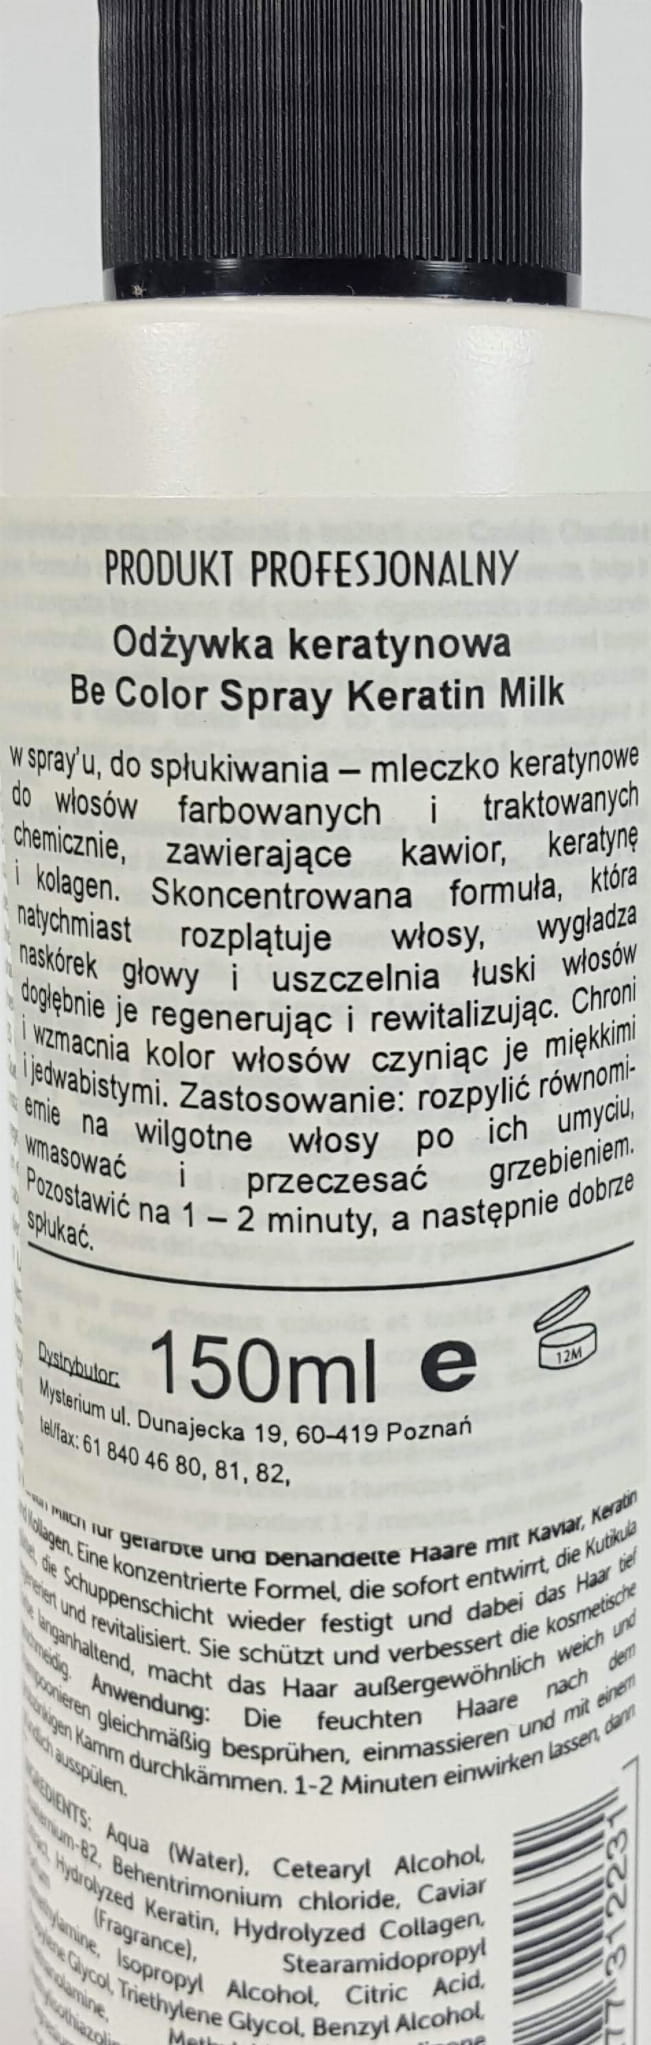 PRODUKT PROFESJONALNY
Odżywka keratynowa
Be Color Spray Keratin Milk
w spray'u, do spłukiwania – mleczko keratynowe
do włosów farbowanych i traktowanych
chemicznie, zawierające kawior, keratynę
i kolagen. Skoncentrowana formuła, która
natychmiast rozplątuje włosy, wygładza
naskórek głowy i uszczelnia łuski włosów
dogłębnie je regenerując i rewitalizując. Chroni
i wzmacnia kolor włosów czyniąc je miękkimi
i jedwabistymi. Zastosowanie: rozpylić równomi-
ernie na wilgotne włosy po ich umyciu,
wmasować i przeczesać grzebieniem.
Pozostawić na 1 – 2 minuty, a następnie dobrze
spłukać.
150ml e
12M
Dystrybutor:
Mysterium ul. Dunajecka 19, 60-419 Poznań
tel/fax: 61 840 46 80, 81, 82,
Milch für gefärbte und behandelte Haare mit Kaviar, Keratin
Kollagen. Eine konzentrierte Formel, die sofort entwirrt, die Kutikula
die Schuppenschicht wieder festigt und dabei das Haar tief
und revitalisiert. Sie schützt und verbessert die kosmetische
langanhaltend, macht das Haar außergewöhnlich weich und
Anwendung: Die feuchten Haare nach dem
gleichmäßig besprühen, einmassieren und mit einem
Kamm durchkämmen. 1-2 Minuten einwirken lassen, dann
ausspülen.
INGREDIENTS: Aqua (Water), Cetearyl Alcohol,
Behentrimonium chloride, Caviar
Hydrolyzed Keratin, Hydrolyzed Collagen,
(Fragrance), Stearamidopropyl
Isopropyl Alcohol, Citric Acid,
Glycol, Triethylene Glycol, Benzyl Alcohol,